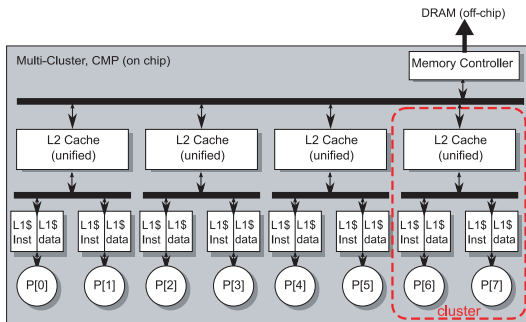 DRAM (off-chip)
Multi-Cluster, CMP (on chip)
Memory Controller
L2 Cache
(unified)
L2 Cache
(unified)
L2 Cache
(unified)
L2 Cache
(unified)
L1$ L1$
Inst data
L1$ L1$
Inst data
L1$ L1$
Inst data
L1$ L1$
Inst data
L1$ L1$
Inst data
L1$ L1$
Inst data
L1$ L1$
Inst data
L1$ L1$
Inst data
P[0]
P[1]
P[2]
P[3]
P[4]
P[5]
P[6]
P[7]
cluster